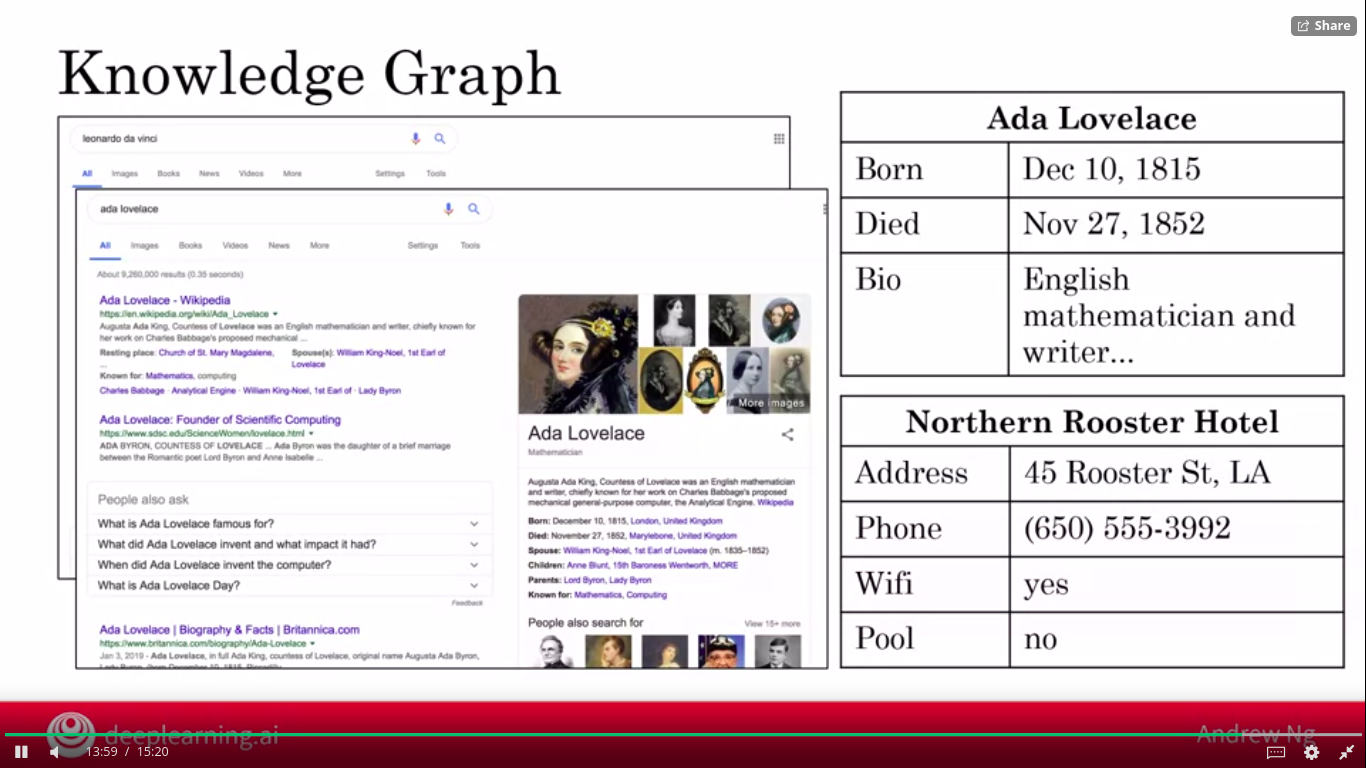 Share
Knowledge Graph
leonardo da vinci
All Images Books News Videos More Settings Tools
ada lovelace
All Images Books Videos News More Settings Tools
About 9,260,000 results (0.35 seconds)
Ada Lovelace - Wikipedia
https://en.wikipedia.org/wiki/Ada_Lovelace
Augusta Ada King, Countess of Lovelace was an English mathematician and writer, chiefly known for
her work on Charles Babbage's proposed mechanical ...
Resting place: Church of St. Mary Magdalene, Spouse(s): William King-Noel, 1st Earl of
... Lovelace
Known for: Mathematics, computing
Charles Babbage · Analytical Engine · William King-Noel, 1st Earl of · Lady Byron
Ada Lovelace: Founder of Scientific Computing
https://www.sdsc.edu/ScienceWomen/lovelace.html
ADA BYRON, COUNTESS OF LOVELACE ... Ada Byron was the daughter of a brief marriage
between the Romantic poet Lord Byron and Anne Isabelle ...
People also ask
What is Ada Lovelace famous for?
What did Ada Lovelace invent and what impact it had?
When did Ada Lovelace invent the computer?
What is Ada Lovelace Day?
Feedback
Ada Lovelace | Biography & Facts | Britannica.com
https://www.britannica.com/biography/Ada-Lovelace
Jan 3, 2019 - Ada Lovelace, in full Ada King, countess of Lovelace, original name Augusta Ada Byron,
Lady Byron, (born December 10, 1815, Piccadilly
More images
Ada Lovelace
Mathematician
Augusta Ada King, Countess of Lovelace was an English mathematician
and writer, chiefly known for her work on Charles Babbage's proposed
mechanical general-purpose computer, the Analytical Engine. Wikipedia
Born: December 10, 1815, London, United Kingdom
Died: November 27, 1852, Marylebone, United Kingdom
Spouse: William King-Noel, 1st Earl of Lovelace (m. 1835–1852)
Children: Anne Blunt, 15th Baroness Wentworth, MORE
Parents: Lord Byron, Lady Byron
Known for: Mathematics, Computing
People also search for View 15+ more
Ada Lovelace
Born Dec 10, 1815
Died Nov 27, 1852
Bio English
mathematician and
writer...
Northern Rooster Hotel
Address 45 Rooster St, LA
Phone (650) 555-3992
Wifi yes
Pool no
deeplearning.ai Andrew Ng
13:59 / 15:20